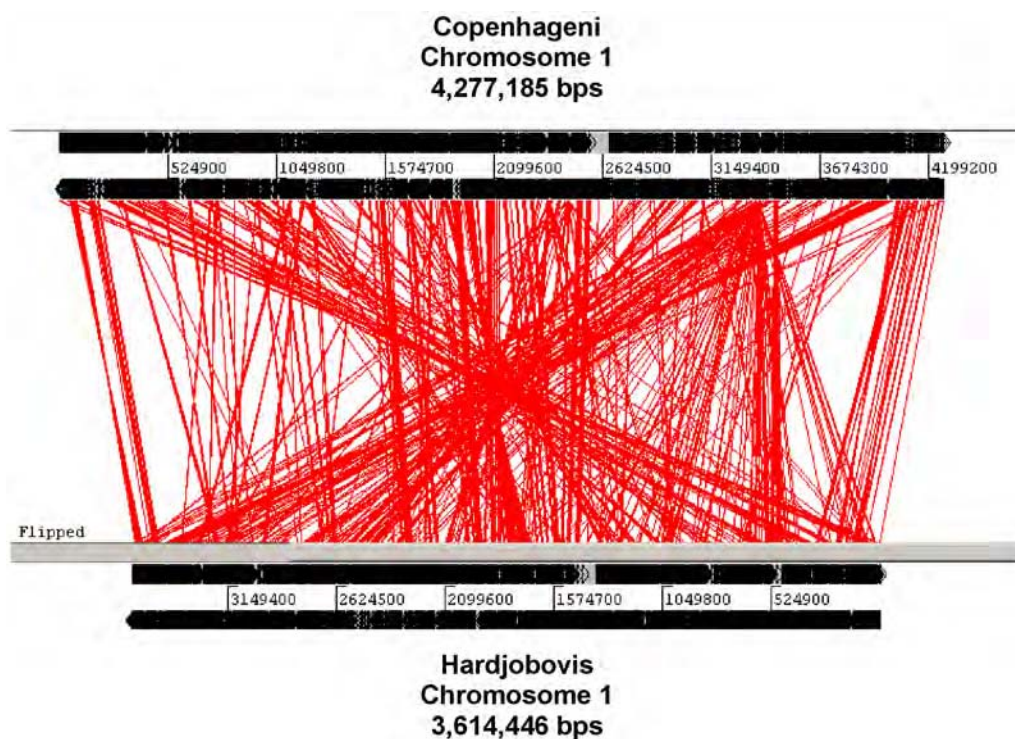 Copenhageni
Chromosome 1
4,277,185 bps
524900 1049800 1574700 2099600 2624500 3149400 3674300 4199200
Flipped
3149400 2624500 2099600 1574700 1049800 524900
Hardjobovis
Chromosome 1
3,614,446 bps